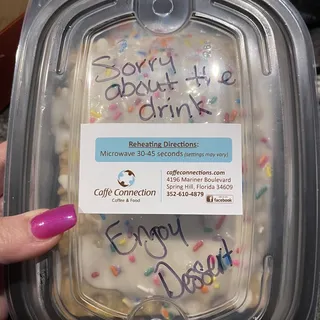 Sorry
about the
drink
Reheating Directions:
Microwave 30-45 seconds (settings may vary)
Caffè Connection
Coffee & Food
caffeconnections.com
4196 Mariner Boulevard
Spring Hill, Florida 34609
352-610-4879
facebook
Enjoy
Dessert